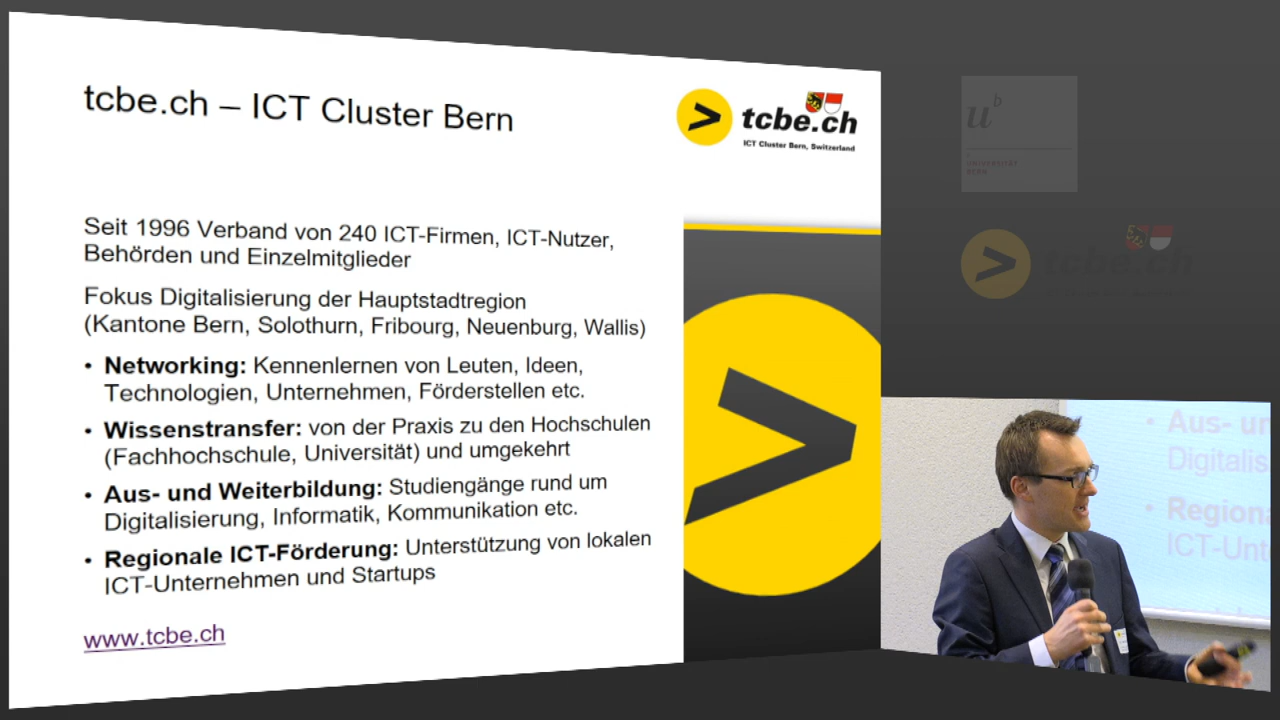 tcbe.ch – ICT Cluster Bern
tcbe.ch
ICT Cluster Bern, Switzerland
Seit 1996 Verband von 240 ICT-Firmen, ICT-Nutzer,
Behörden und Einzelmitglieder
Fokus Digitalisierung der Hauptstadtregion
(Kantone Bern, Solothurn, Fribourg, Neuenburg, Wallis)
• Networking: Kennenlernen von Leuten, Ideen,
Technologien, Unternehmen, Förderstellen etc.
• Wissenstransfer: von der Praxis zu den Hochschulen
(Fachhochschule, Universität) und umgekehrt
• Aus- und Weiterbildung: Studiengänge rund um
Digitalisierung, Informatik, Kommunikation etc.
• Regionale ICT-Förderung: Unterstützung von lokalen
ICT-Unternehmen und Startups
www.tcbe.ch
u b
UNIVERSITÄT
BERN
tcbe.ch
• Aus- un
Digitalis
• Regiona
ICT-Unt